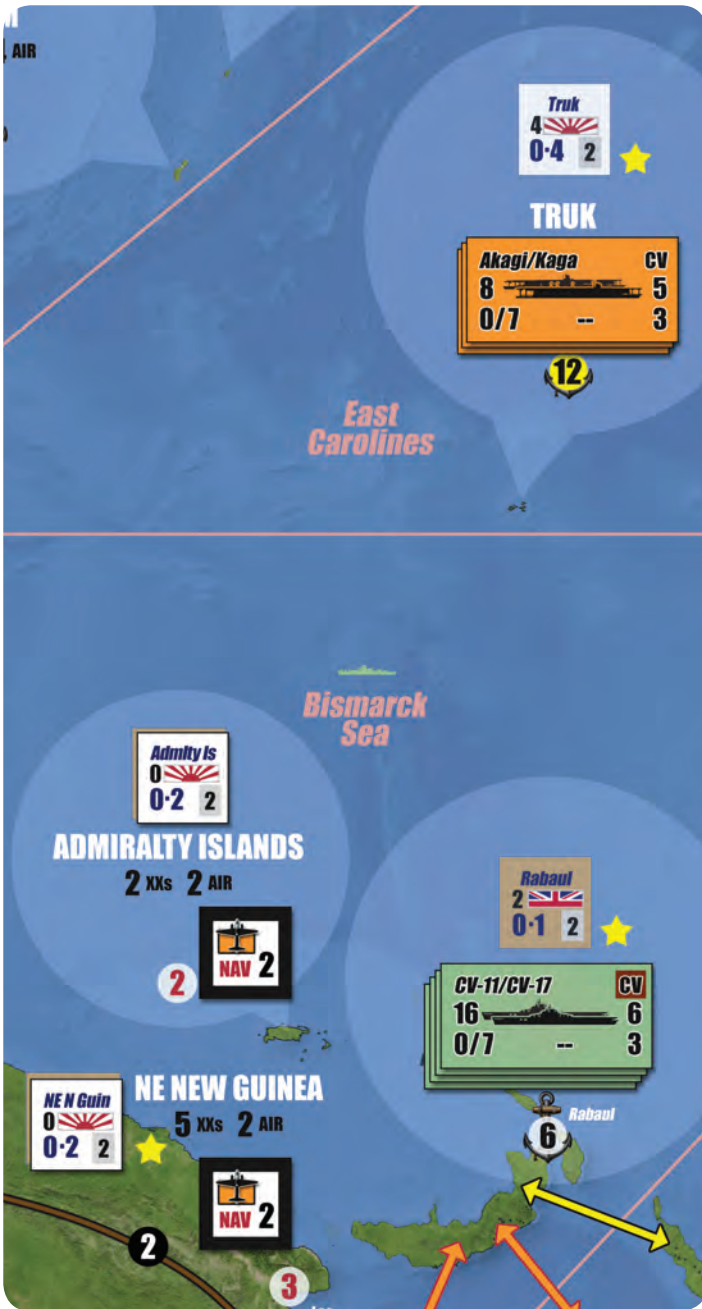 AIR
Truk
4
0·4 2
TRUK
Akagi/Kaga CV
8 5
0/7 -- 3
12
East
Carolines
Bismarck
Sea
Admlty Is
0
0·2 2
ADMIRALTY ISLANDS
2 XXs 2 AIR
NAV 2
2
Rabaul
2
0·1 2
CV-11/CV-17 CV
16 6
0/7 -- 3
Rabaul
6
NE N Guin
0
0·2 2
NE NEW GUINEA
5 XXs 2 AIR
NAV 2
2
3